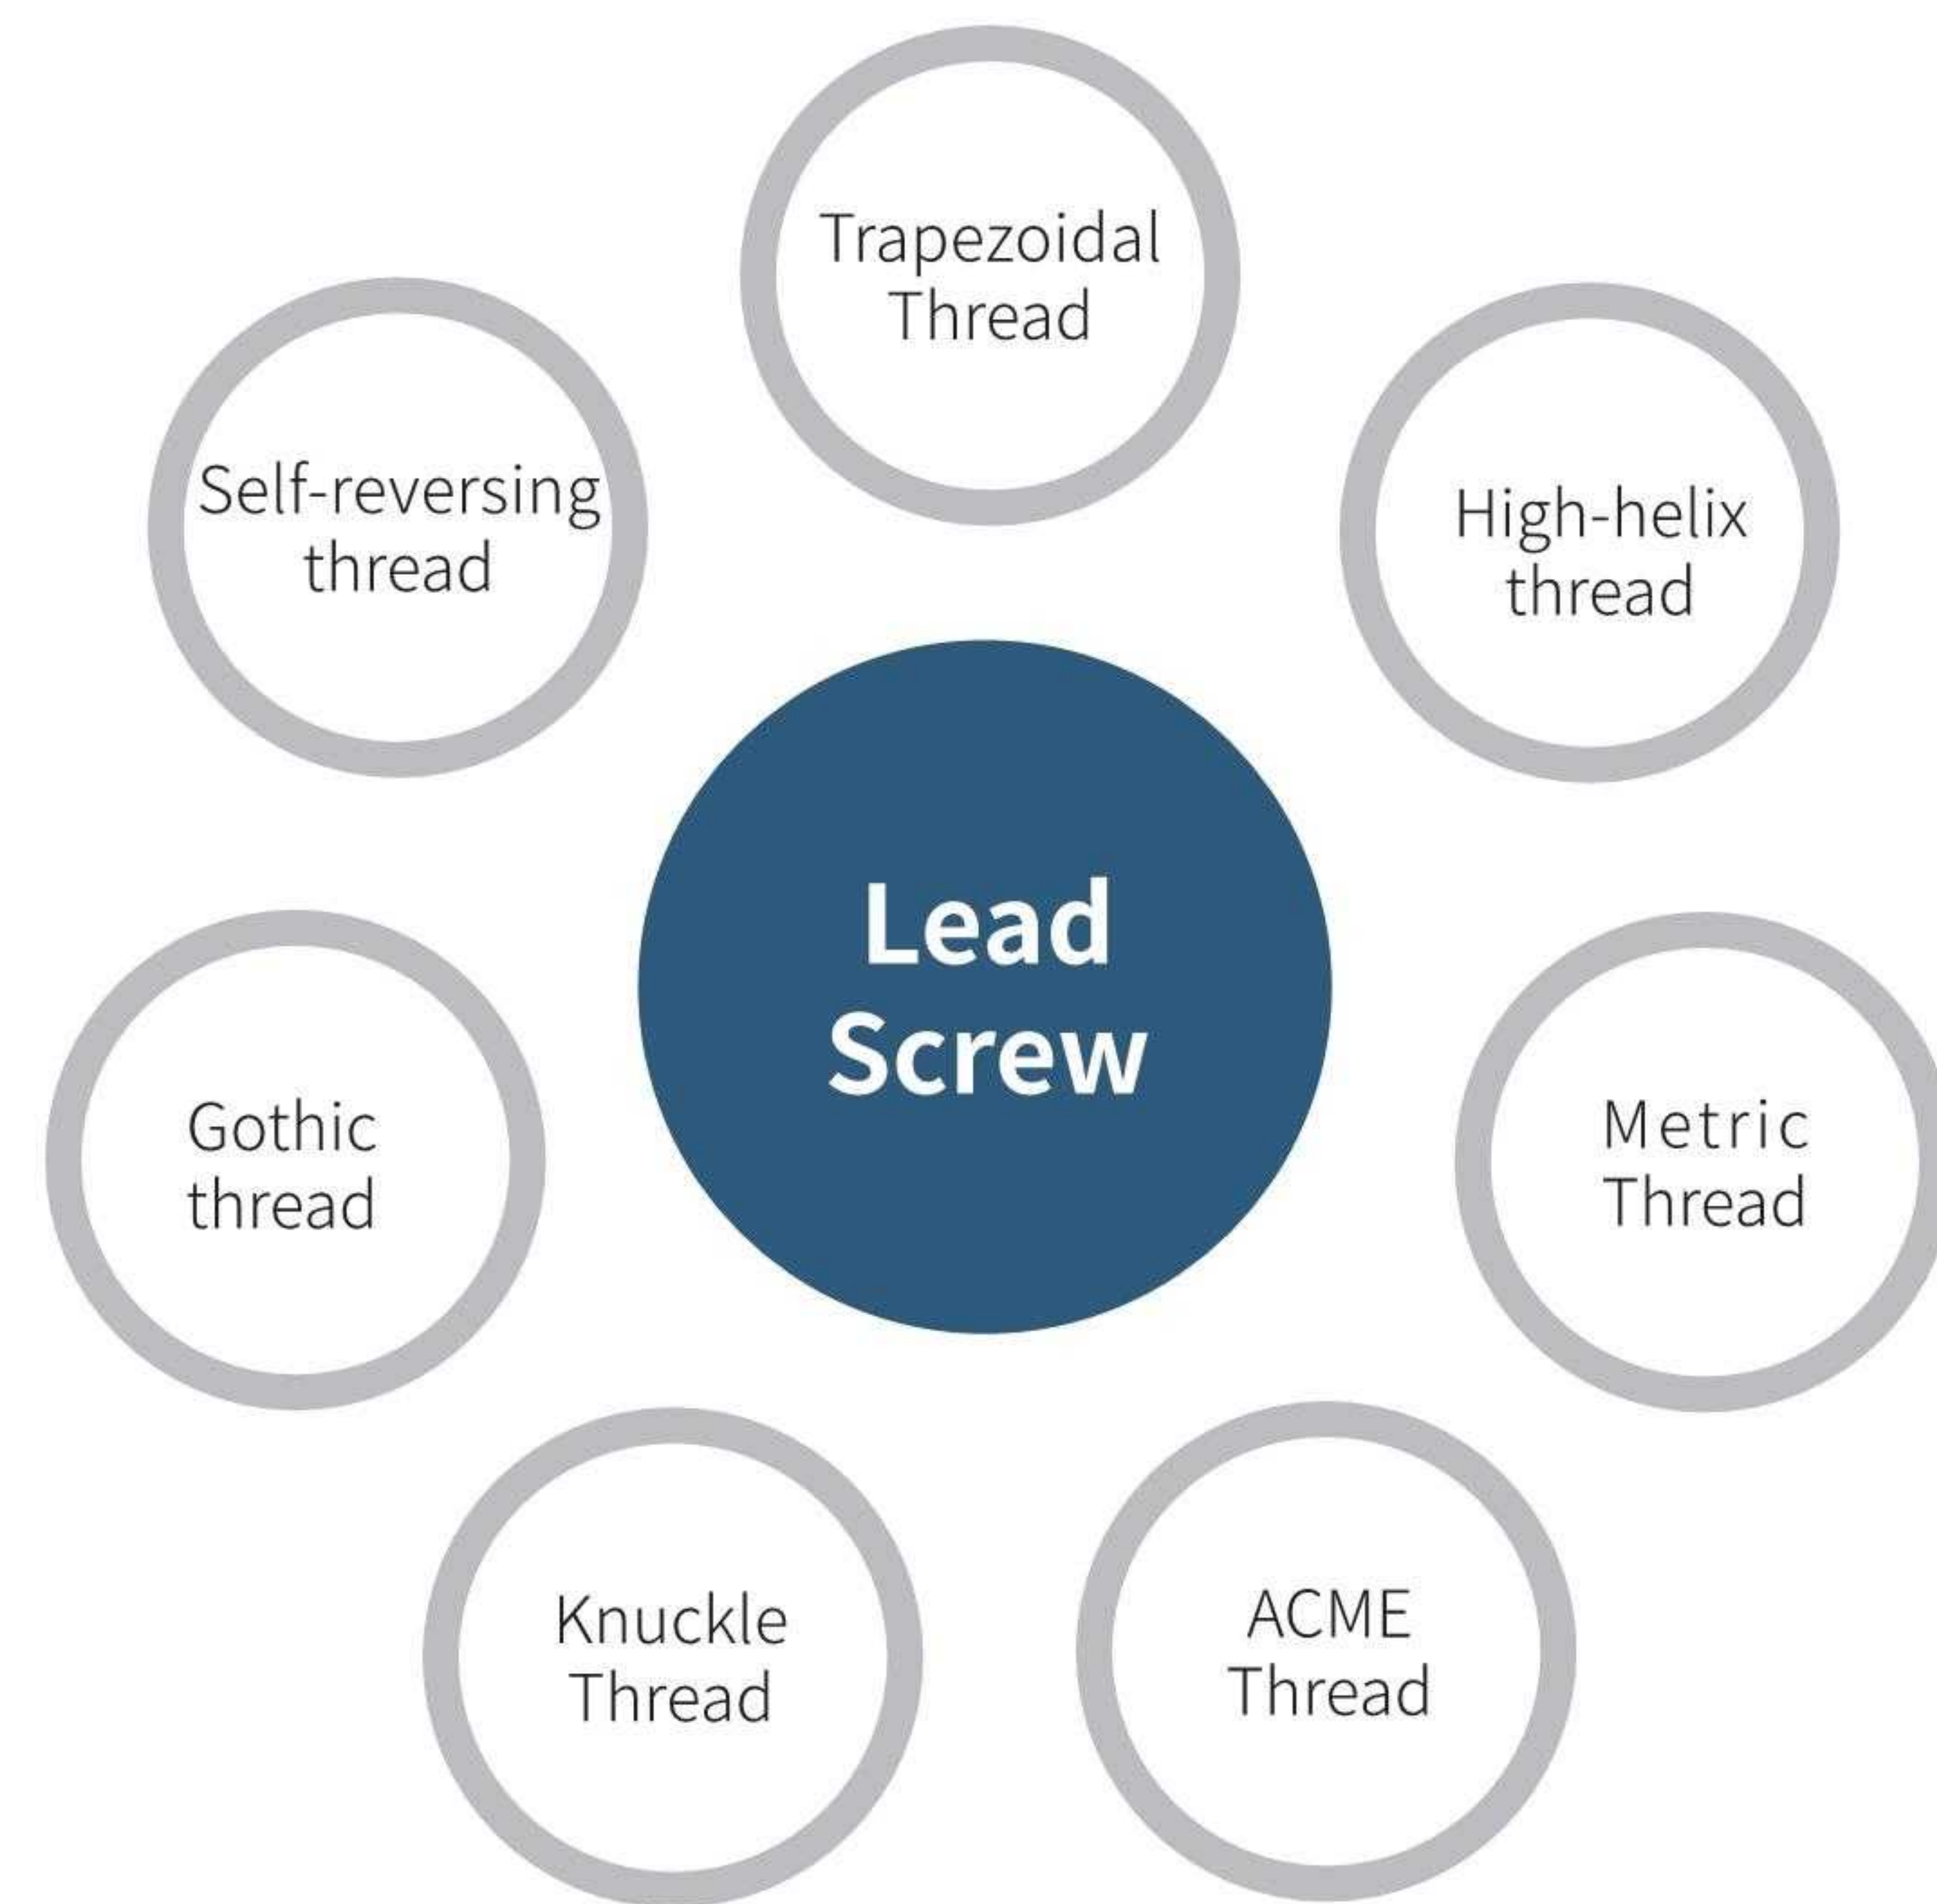 Trapezoidal
Thread
Self-reversing
thread
High-helix
thread
Lead
Screw
Gothic
thread
Metric
Thread
Knuckle
Thread
ACME
Thread